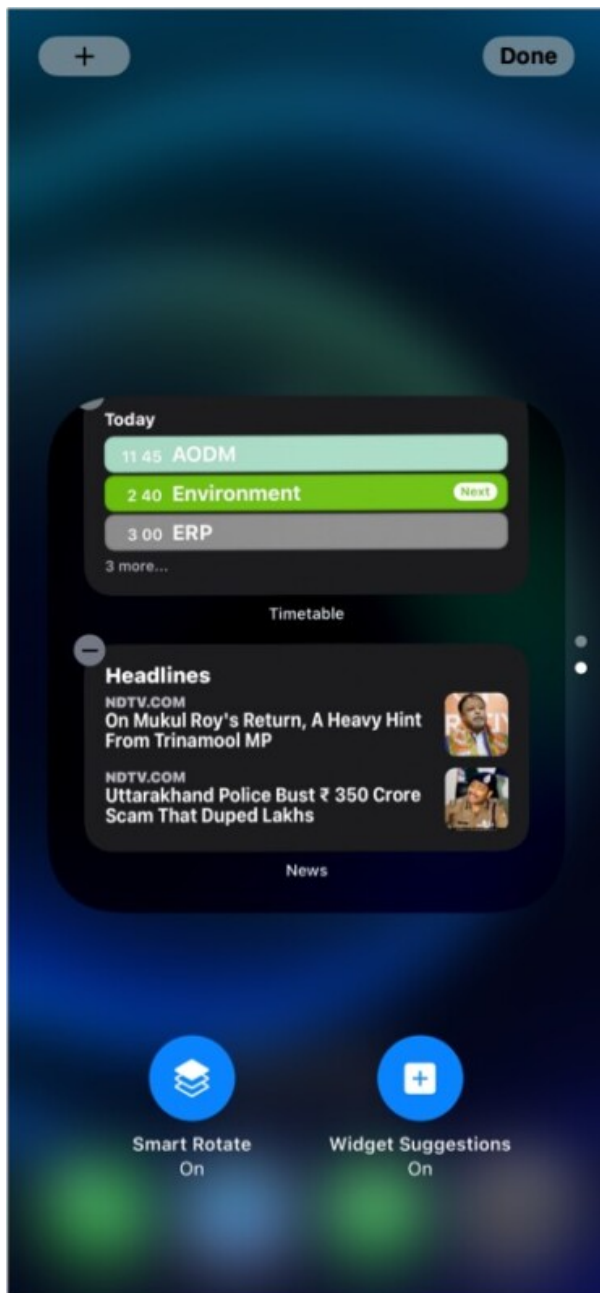 +
Done
Today
11 45 AODM
2 40 Environment Next
3 00 ERP
3 more...
Timetable
Headlines
NDTV.COM
On Mukul Roy's Return, A Heavy Hint
From Trinamool MP
NDTV.COM
Uttarakhand Police Bust ₹ 350 Crore
Scam That Duped Lakhs
News
Smart Rotate
On
Widget Suggestions
On